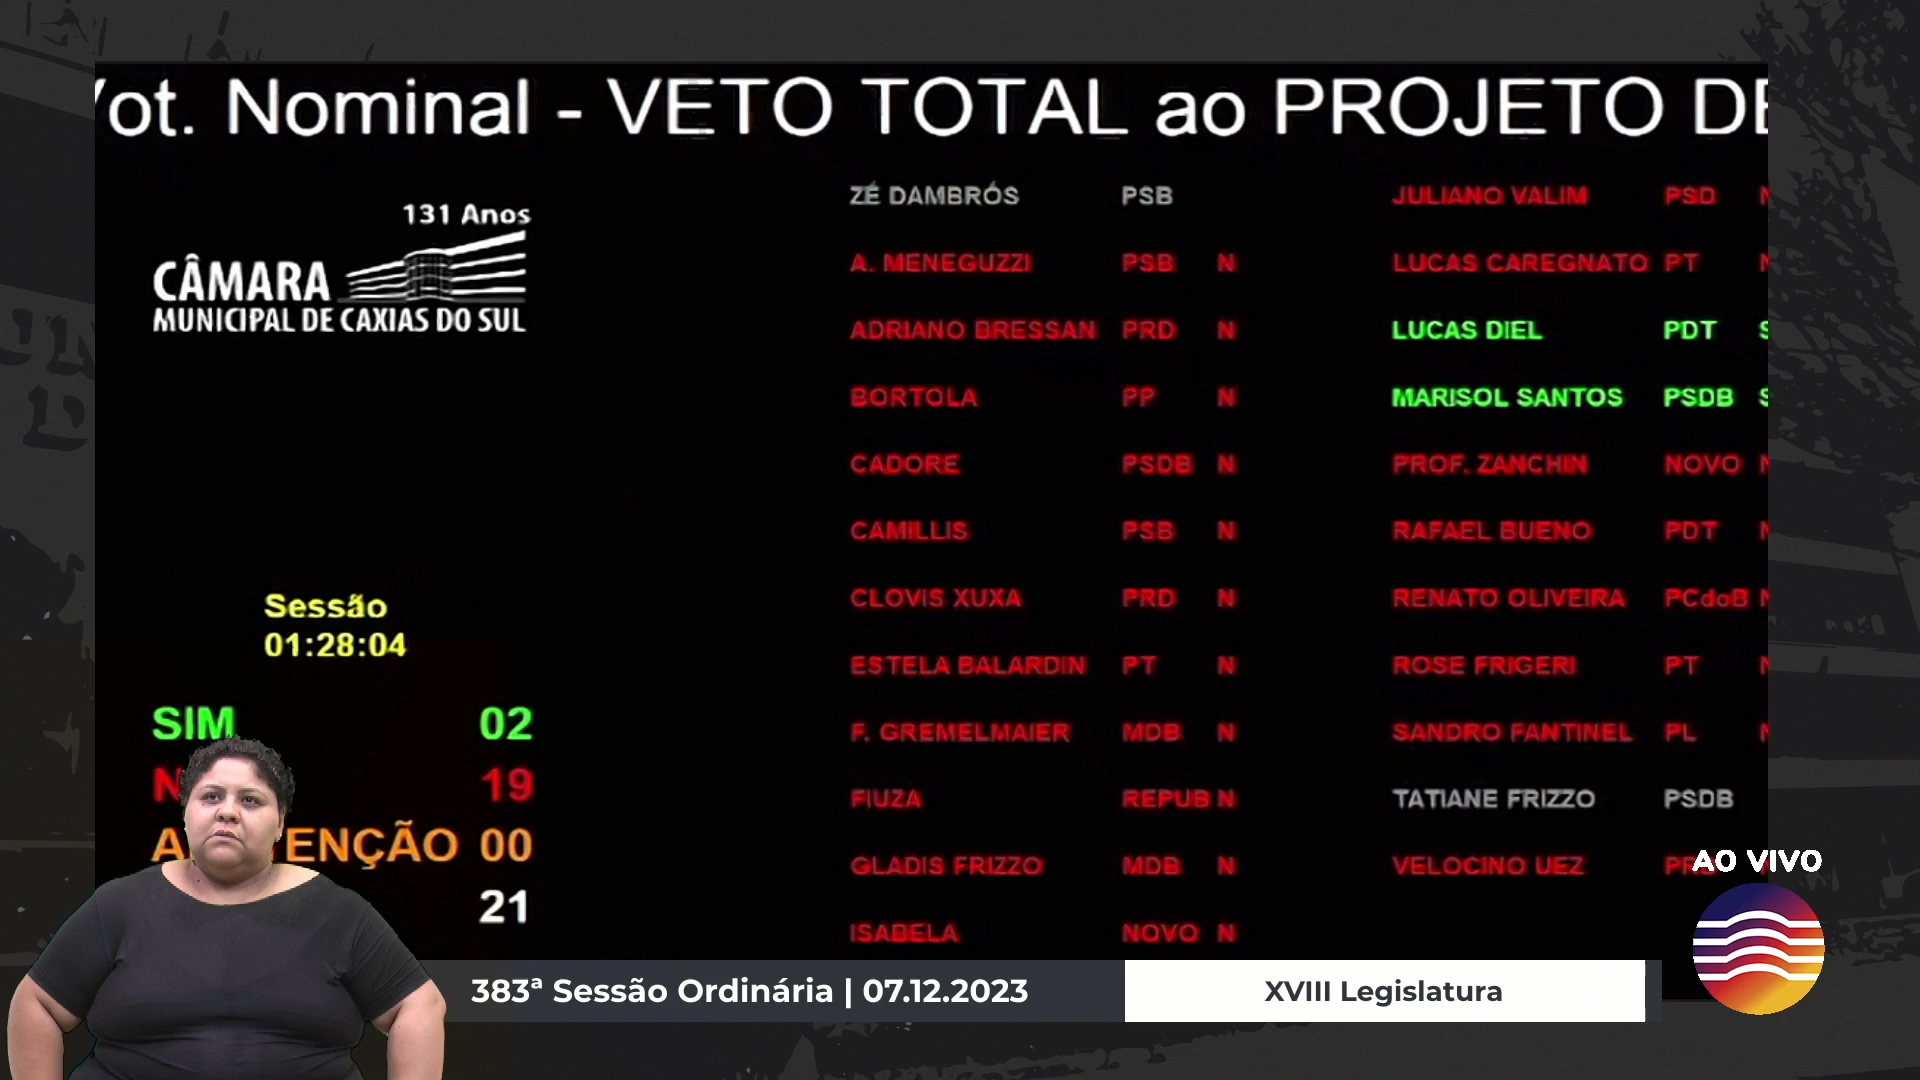 Vot. Nominal - VETO TOTAL ao PROJETO DE
131 Anos
CÂMARA
MUNICIPAL DE CAXIAS DO SUL
Sessão
01:28:04
SIM 02
19
00
21
ZÉ DAMBRÓS PSB
A. MENEGUZZI PSB N
ADRIANO BRESSAN PRD N
BORTOLA PP N
CADORE PSDB N
CAMILLIS PSB N
CLOVIS XUXA PRD N
ESTELA BALARDIN PT N
F. GREMELMAIER MDB N
FIUZA REPUB N
GLADIS FRIZZO MDB N
ISABELA NOVO N
JULIANO VALIM PSD N
LUCAS CAREGNATO PT N
LUCAS DIEL PDT S
MARISOL SANTOS PSDB S
PROF. ZANCHIN NOVO N
RAFAEL BUENO PDT N
RENATO OLIVEIRA PCdoB N
ROSE FRIGERI PT N
SANDRO FANTINEL PL N
TATIANE FRIZZO PSDB
VELOCINO UEZ
AO VIVO
383ª Sessão Ordinária | 07.12.2023
XVIII Legislatura